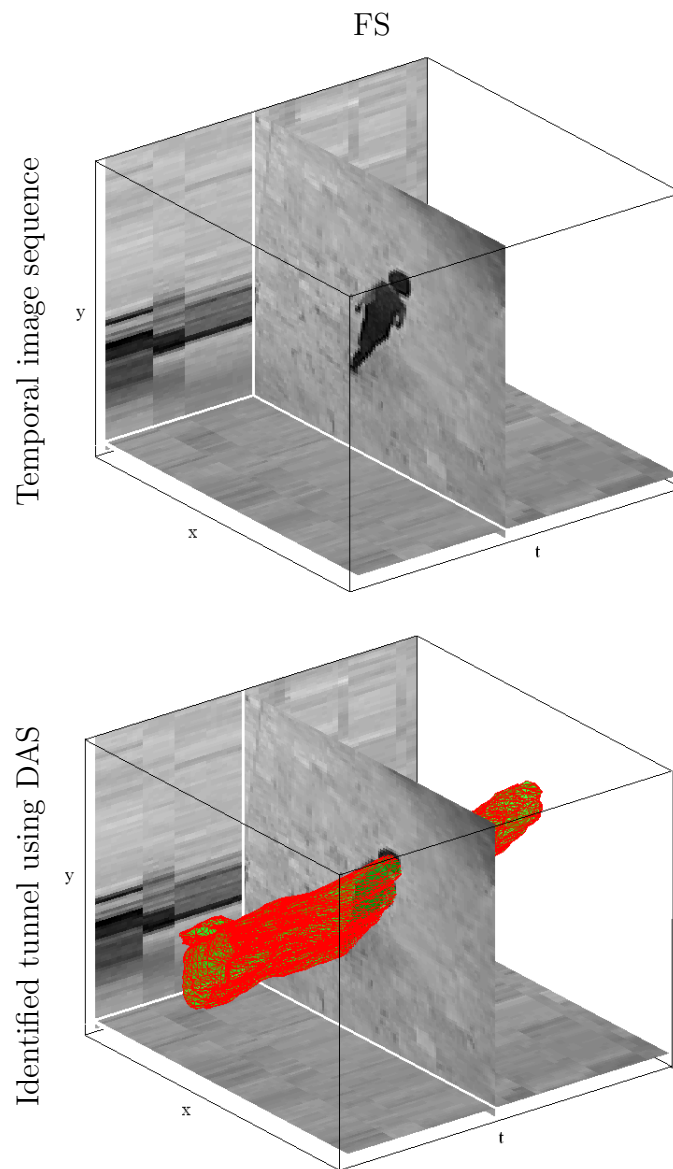 FS
Temporal image sequence
y
x
t
Identified tunnel using DAS
y
x
t